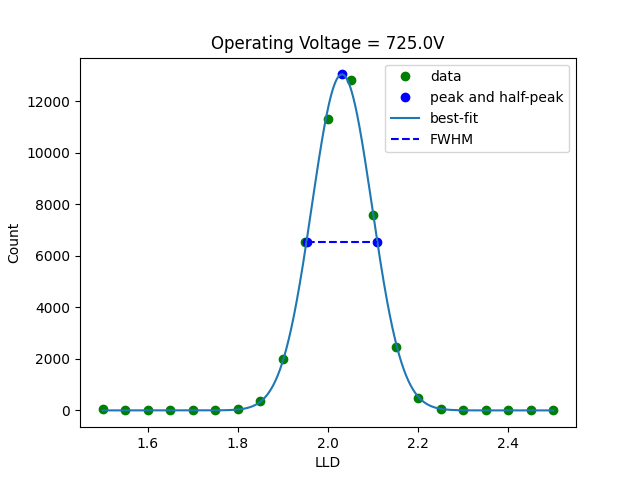 Operating Voltage = 725.0V
data
peak and half-peak
best-fit
FWHM
12000
10000
8000
6000
4000
2000
0
Count
1.6 1.8 2.0 2.2 2.4
LLD